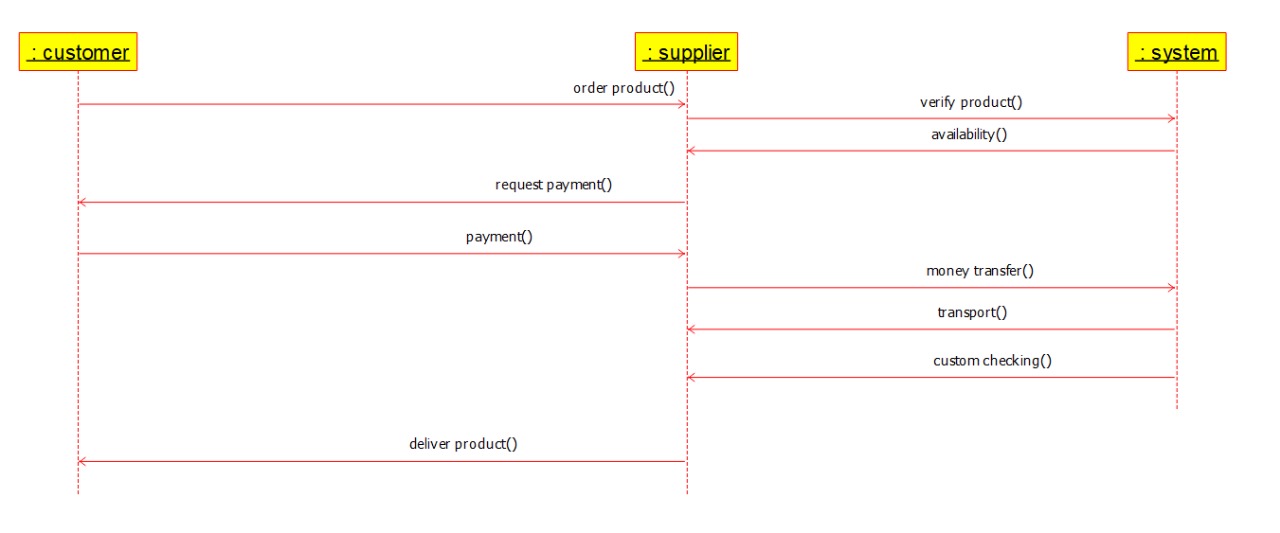 : customer
: supplier
: system
order product()
verify product()
availability()
request payment()
payment()
money transfer()
transport()
custom checking()
deliver product()